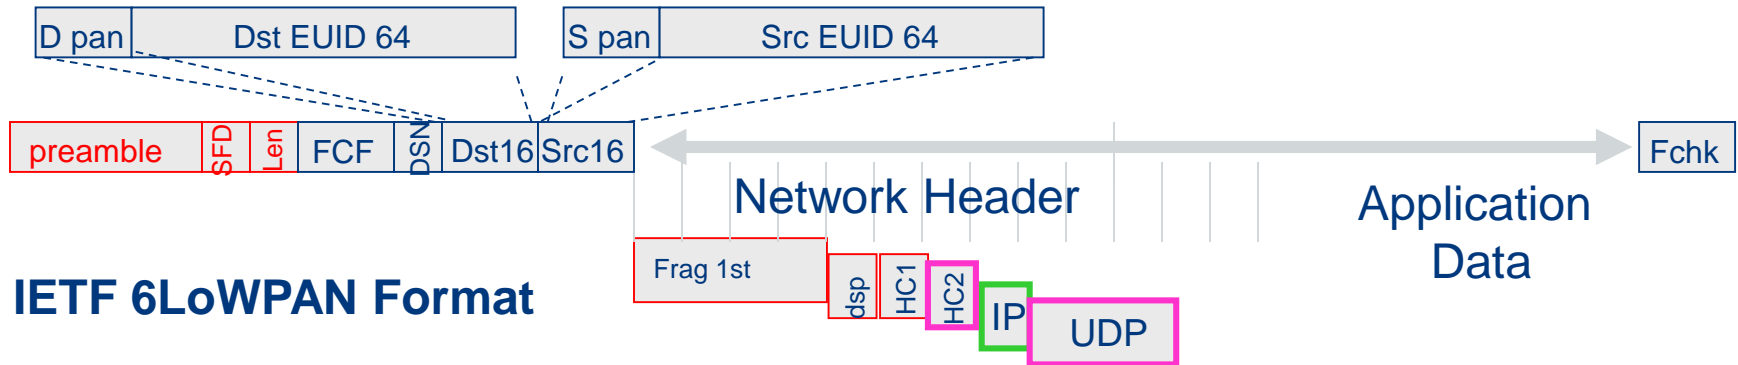 D pan Dst EUID 64 S pan Src EUID 64
preamble SFD Len FCF DSN Dst16 Src16 Fchk
Network Header
Application
Data
Frag 1st dsp HC1 HC2 IP UDP
IETF 6LoWPAN Format